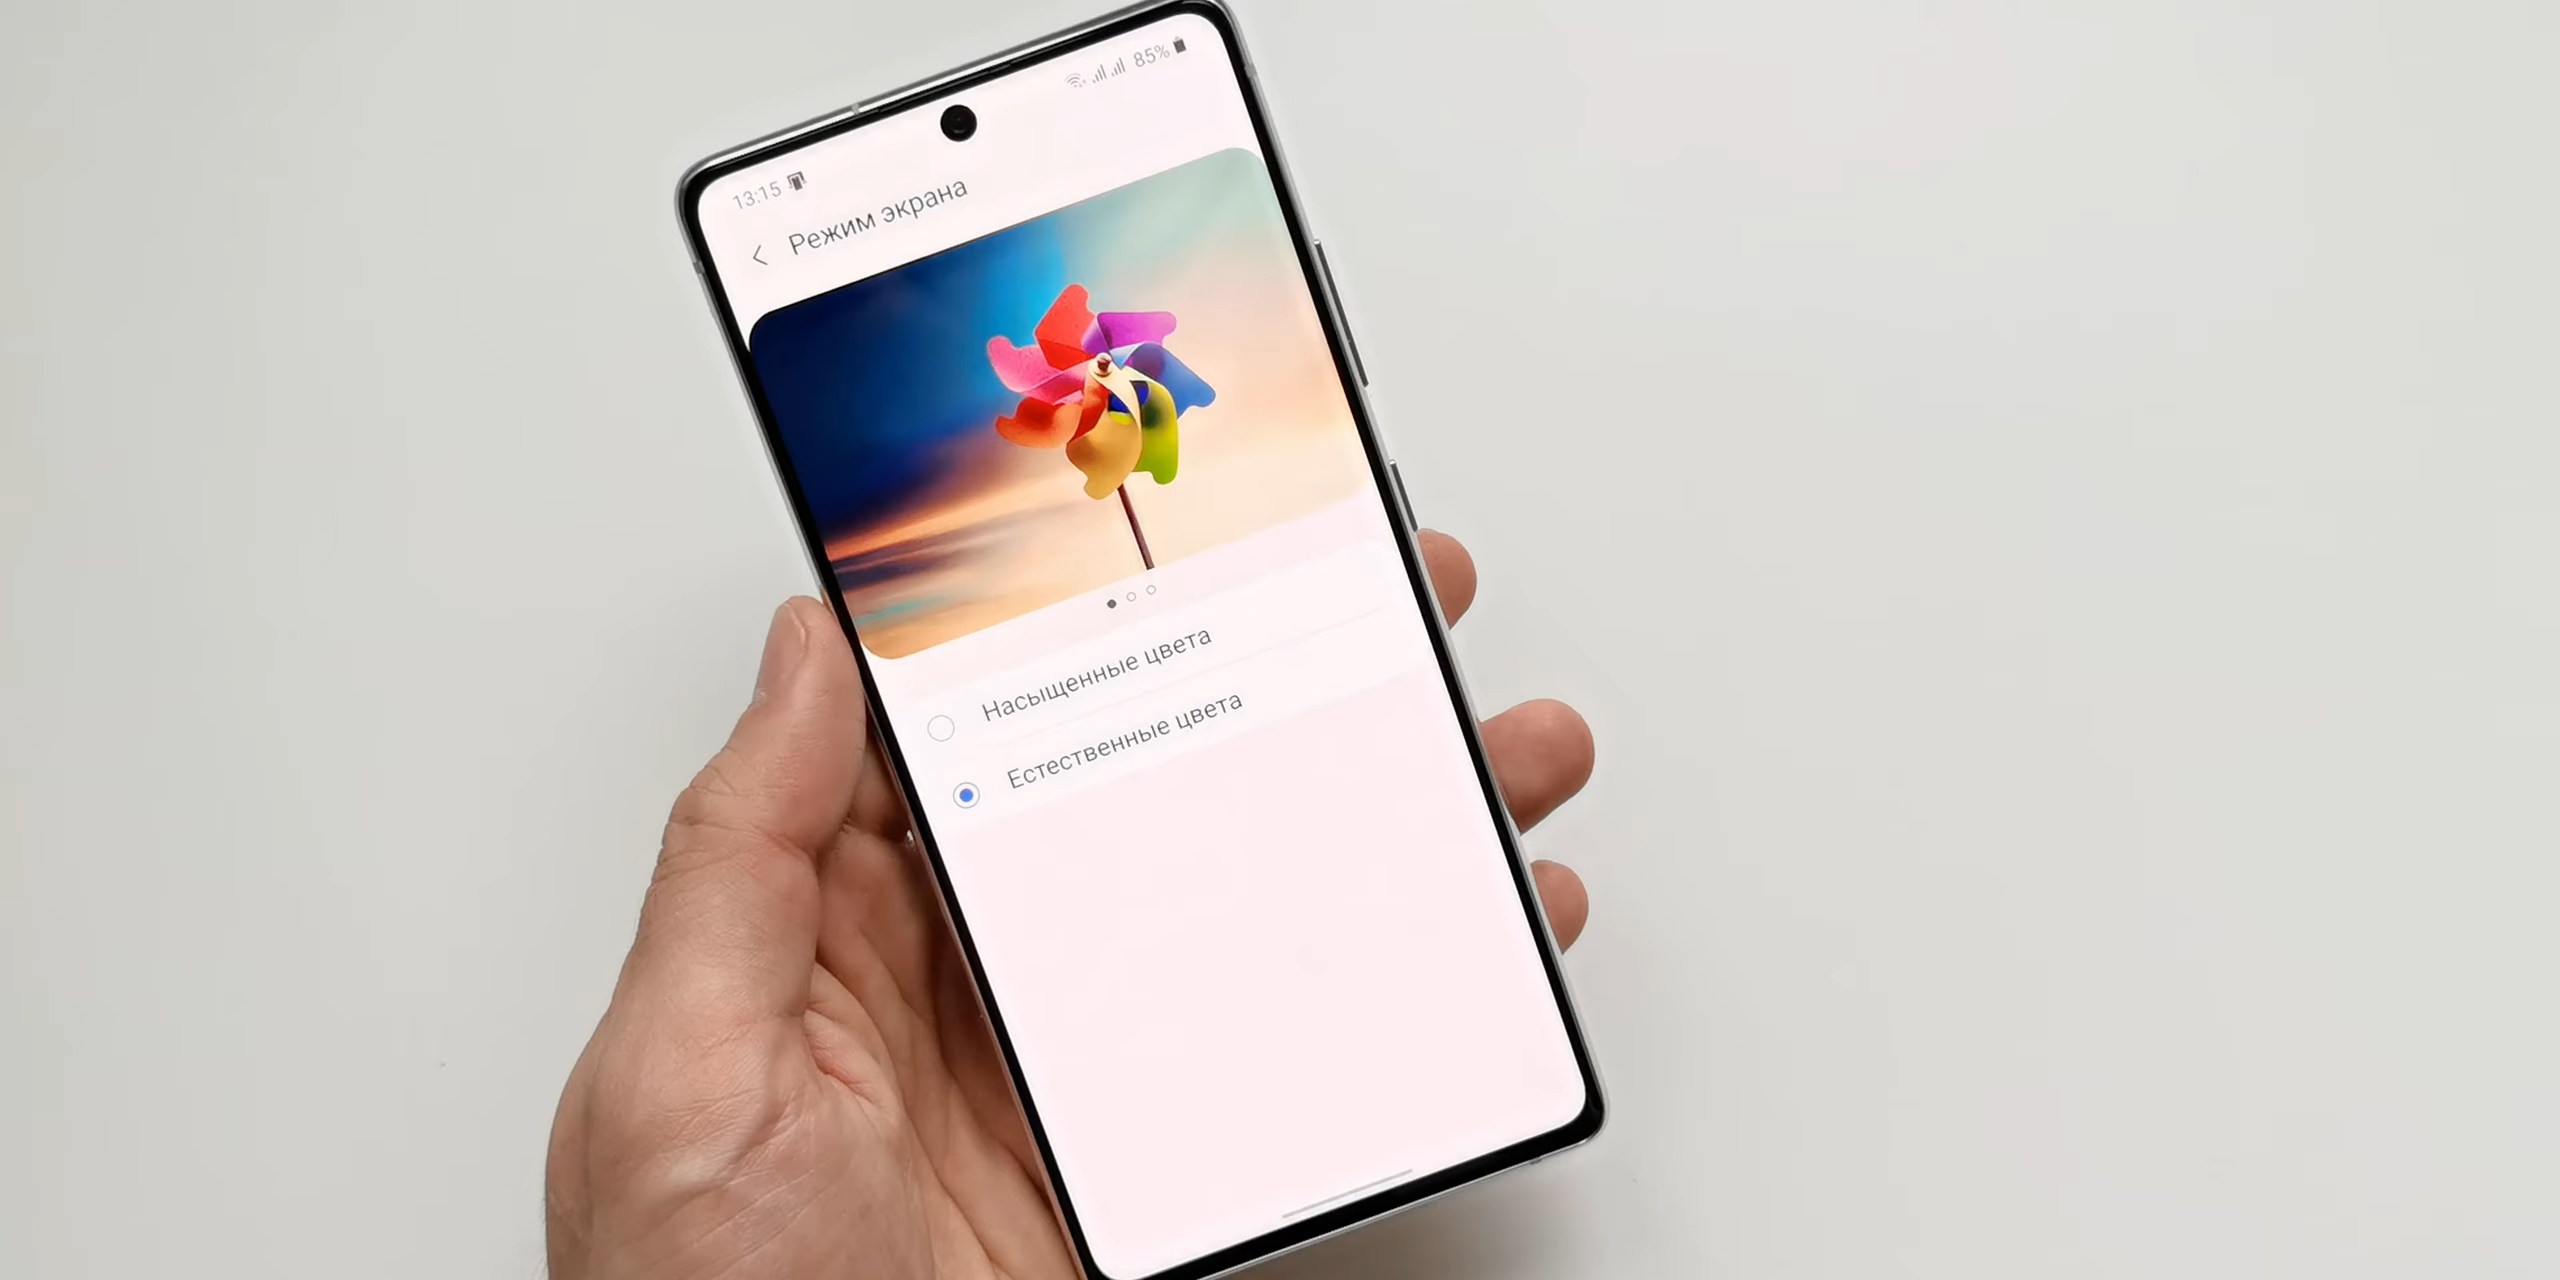 13:15 85%
Режим экрана
Насыщенные цвета
Естественные цвета